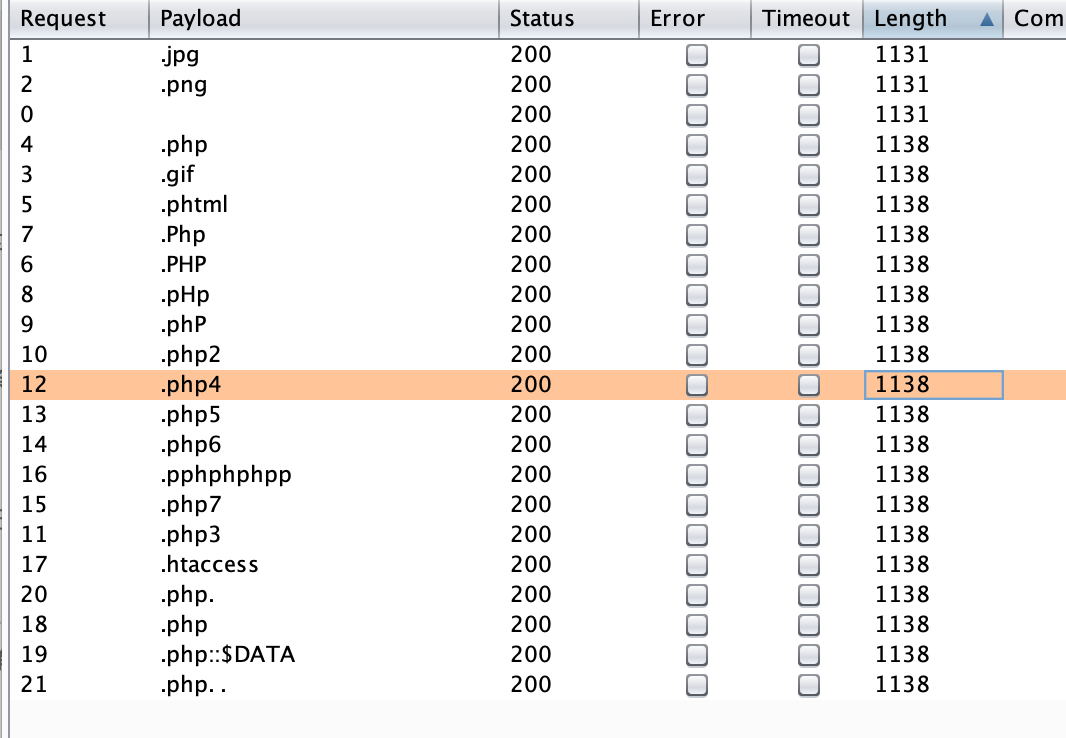 Request Payload Status Error Timeout Length Com
1 .jpg 200 1131
2 .png 200 1131
0 200 1131
4 .php 200 1138
3 .gif 200 1138
5 .phtml 200 1138
7 .Php 200 1138
6 .PHP 200 1138
8 .pHp 200 1138
9 .phP 200 1138
10 .php2 200 1138
12 .php4 200 1138
13 .php5 200 1138
14 .php6 200 1138
16 .pphphphpp 200 1138
15 .php7 200 1138
11 .php3 200 1138
17 .htaccess 200 1138
20 .php. 200 1138
18 .php 200 1138
19 .php::$DATA 200 1138
21 .php. . 200 1138